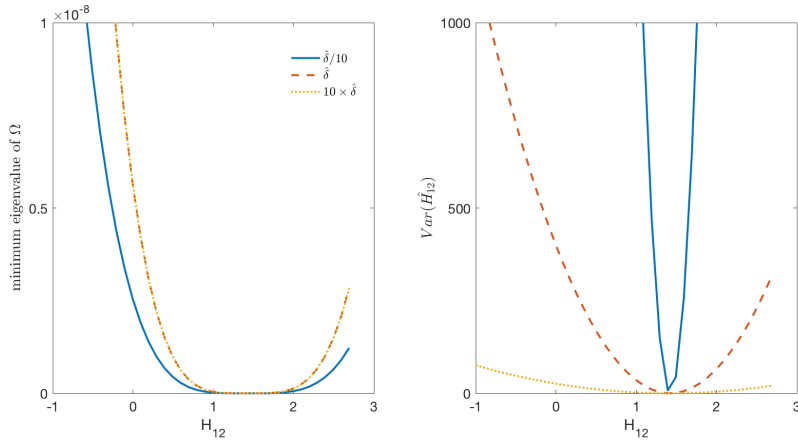 ×10⁻⁸
1
0.5
0
minimum eigenvalue of Ω
-1 0 1 2 3
H₁₂
δ̂/10
δ̂
10 × δ̂
1000
500
0
Var(Ĥ₁₂)
-1 0 1 2 3
H₁₂